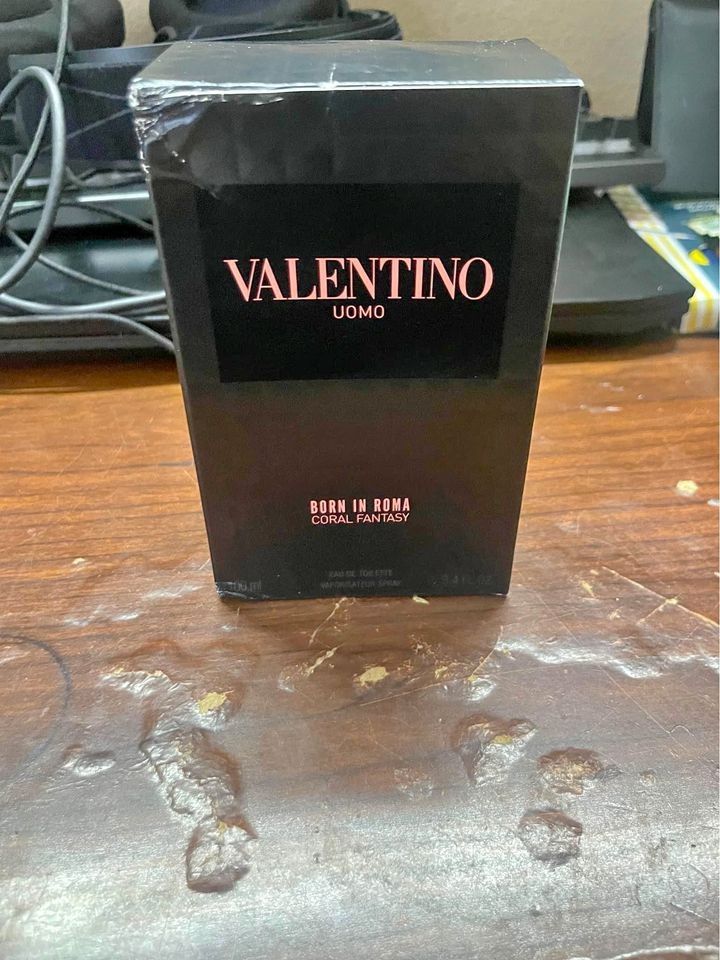 VALENTINO
UOMO
BORN IN ROMA
CORAL FANTASY
EAU DE TOILETTE
VAPORISATEUR SPRAY
100 ml
3.4 FL.OZ